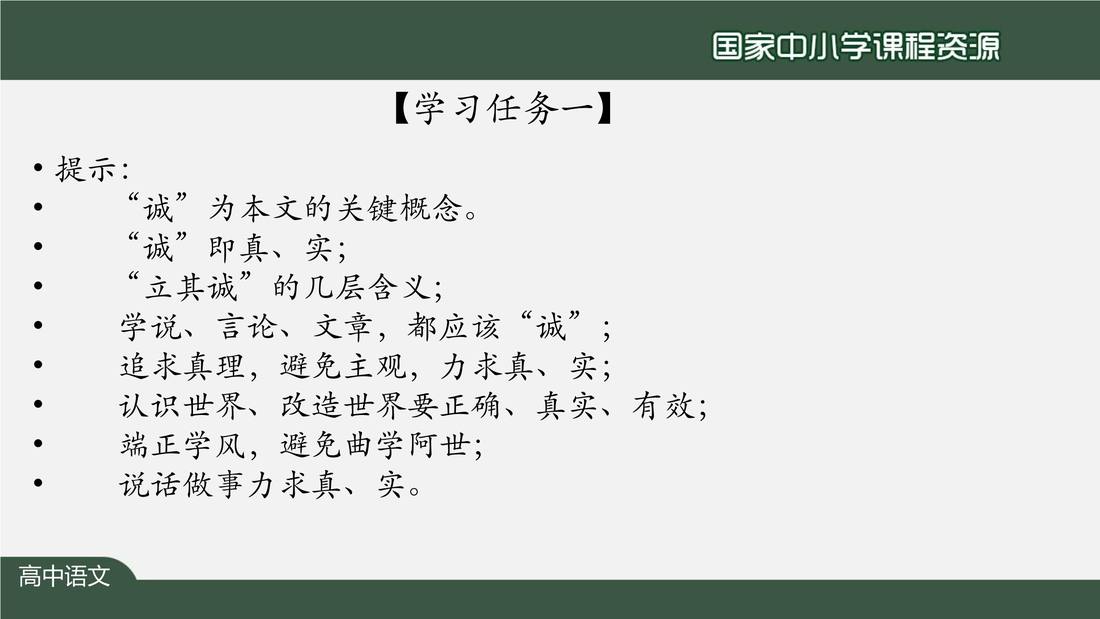 国家中小学课程资源
【学习任务一】
• 提示：
• “诚”为本文的关键概念。
• “诚”即真、实；
• “立其诚”的几层含义；
• 学说、言论、文章，都应该“诚”；
• 追求真理，避免主观，力求真、实；
• 认识世界、改造世界要正确、真实、有效；
• 端正学风，避免曲学阿世；
• 说话做事力求真、实。
高中语文